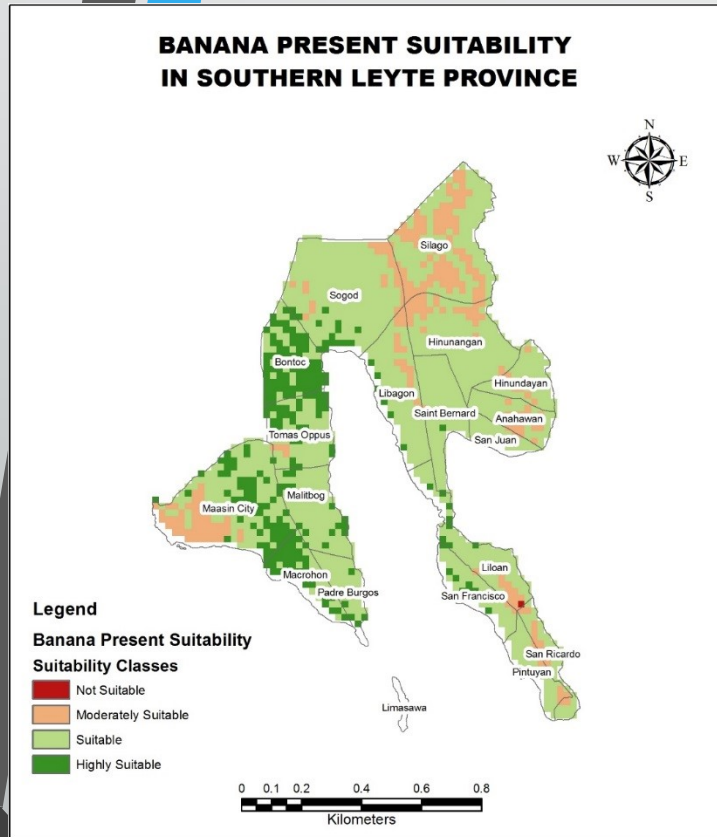 BANANA PRESENT SUITABILITY
IN SOUTHERN LEYTE PROVINCE
N
W
E
S
Silago
Sogod
Hinunangan
Bontoc
Hinundayan
Libagon
Saint Bernard
Anahawan
Tomas Oppus
San Juan
Malitbog
Maasin City
Liloan
Macrohon
San Francisco
Padre Burgos
San Ricardo
Pintuyan
Limasawa
Legend
Banana Present Suitability
Suitability Classes
Not Suitable
Moderately Suitable
Suitable
Highly Suitable
0 0.1 0.2 0.4 0.6 0.8
Kilometers